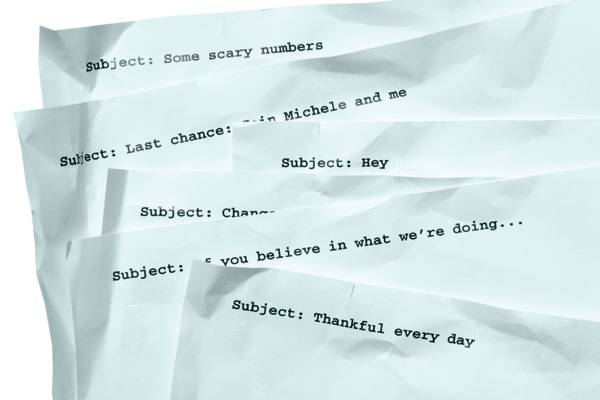 Subject: Some scary numbers
Subject: Last chance: Michele and me
Subject: Hey
Subject:
Subject: you believe in what we're doing...
Subject: Thankful every day